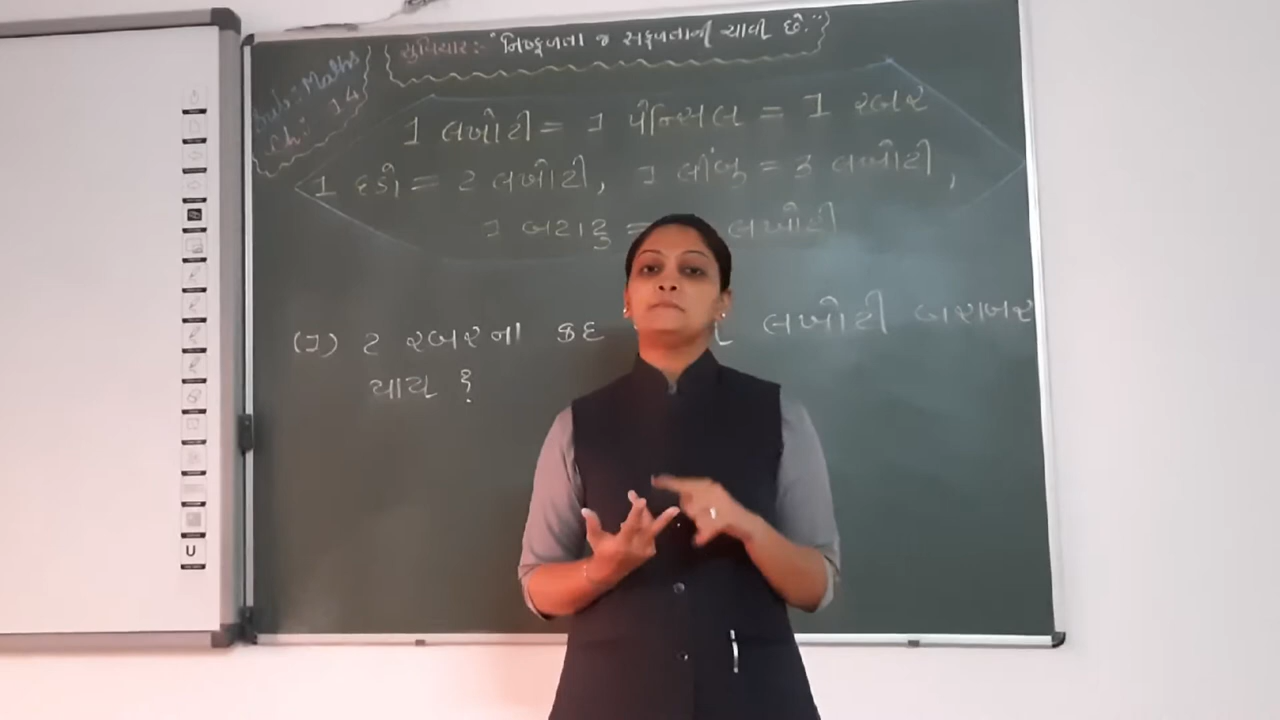 Sub:- Maths
Ch:- 14
સુવિચાર:- "નિષ્ફળતા જ સફળતાની ચાવી છે."
1 લખોટી = 1 પેન્સિલ = 1 રબર
1 દડો = 2 લખોટી, 1 લીંબુ = 3 લખોટી,
1 બટાટુ = લખોટી
(1) 2 રબરના કદ લખોટી બરાબર
થાય ?
U